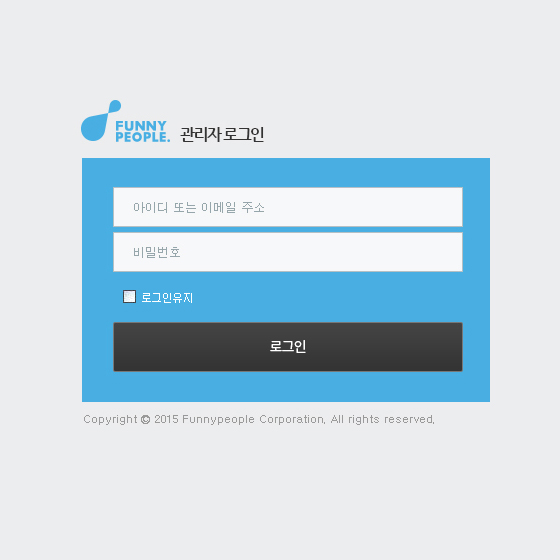 FUNNY
PEOPLE. 관리자 로그인
아이디 또는 이메일 주소
비밀번호
로그인유지
로그인
Copyright © 2015 Funnypeople Corporation, All rights reserved,